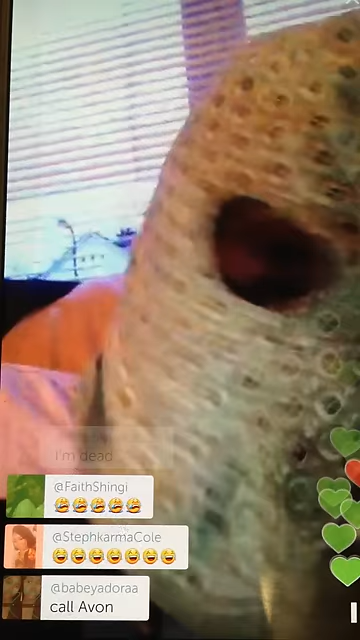 I'm dead
@FaithShingi
😭😭😭😭😭
@StephkarmaCole
😂😂😂😂😂😂😂
@babeyadoraa
call Avon